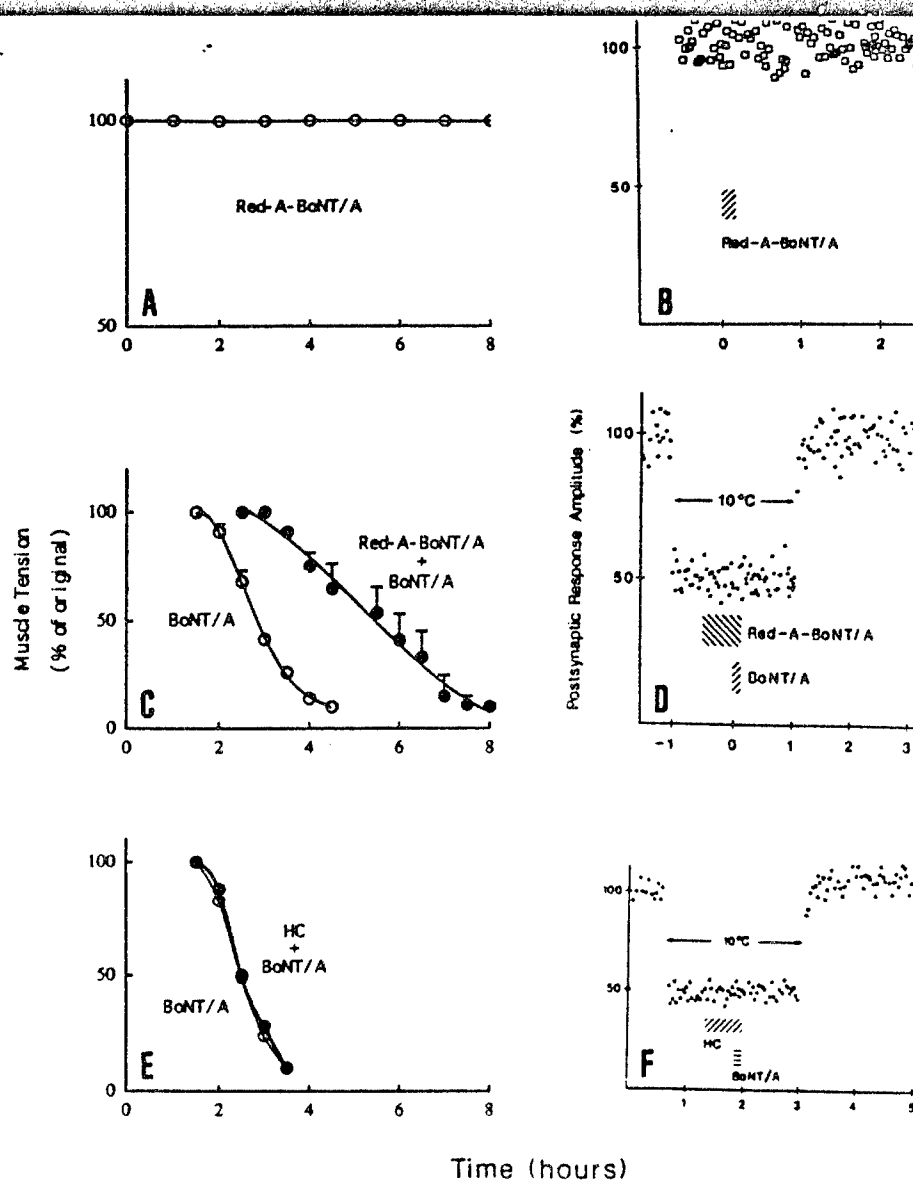 100
50
Red-A-BoNT/A
A
0 2 4 6 8
100
50
Red-A-BoNT/A
B
0 1 2
Muscle Tension
(% of original)
100
50
0
BoNT/A
Red-A-BoNT/A
+
BoNT/A
C
0 2 4 6 8
Postsynaptic Response Amplitude (%)
100
50
10°C
Red-A-BoNT/A
BoNT/A
D
-1 0 1 2 3
100
50
0
HC
+
BoNT/A
BoNT/A
E
0 2 4 6 8
100
50
10°C
HC
BoNT/A
F
1 2 3 4 5
Time (hours)